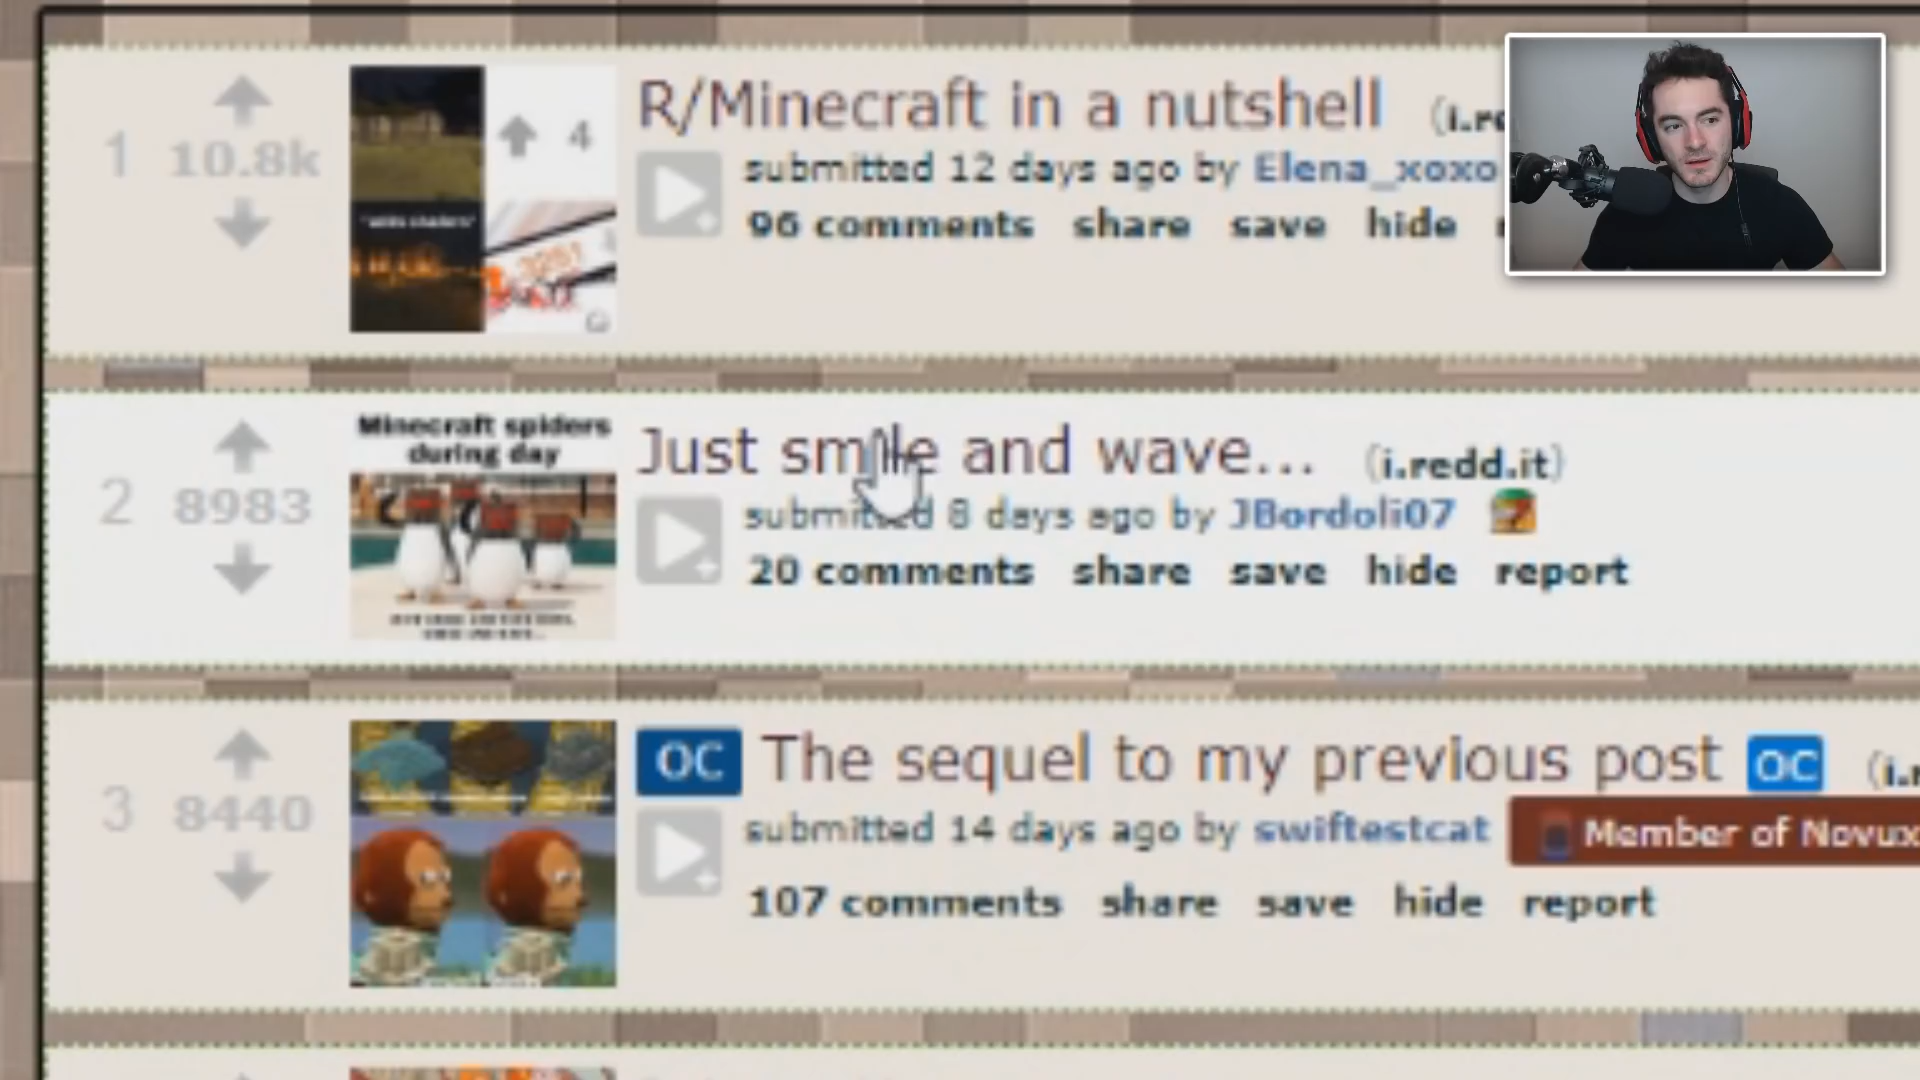 1
10.8k
4
R/Minecraft in a nutshell
submitted 12 days ago by Elena_xoxo
96 comments share save hide
2
8983
Minecraft spiders
during day
Just smile and wave... (i.redd.it)
submitted 8 days ago by JBordoli07
20 comments share save hide report
3
8440
OC The sequel to my previous post OC (i.r
submitted 14 days ago by swiftestcat Member of Novux
107 comments share save hide report